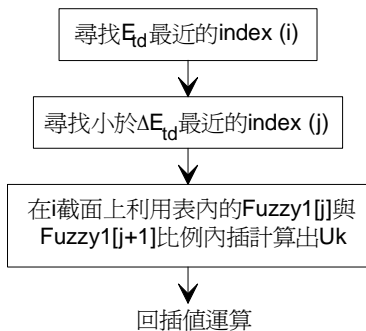 尋找Etd最近的index (i)
尋找小於ΔEtd最近的index (j)
在i截面上利用表內的Fuzzy1[j]與
Fuzzy1[j+1]比例內插計算出Uk
回插值運算